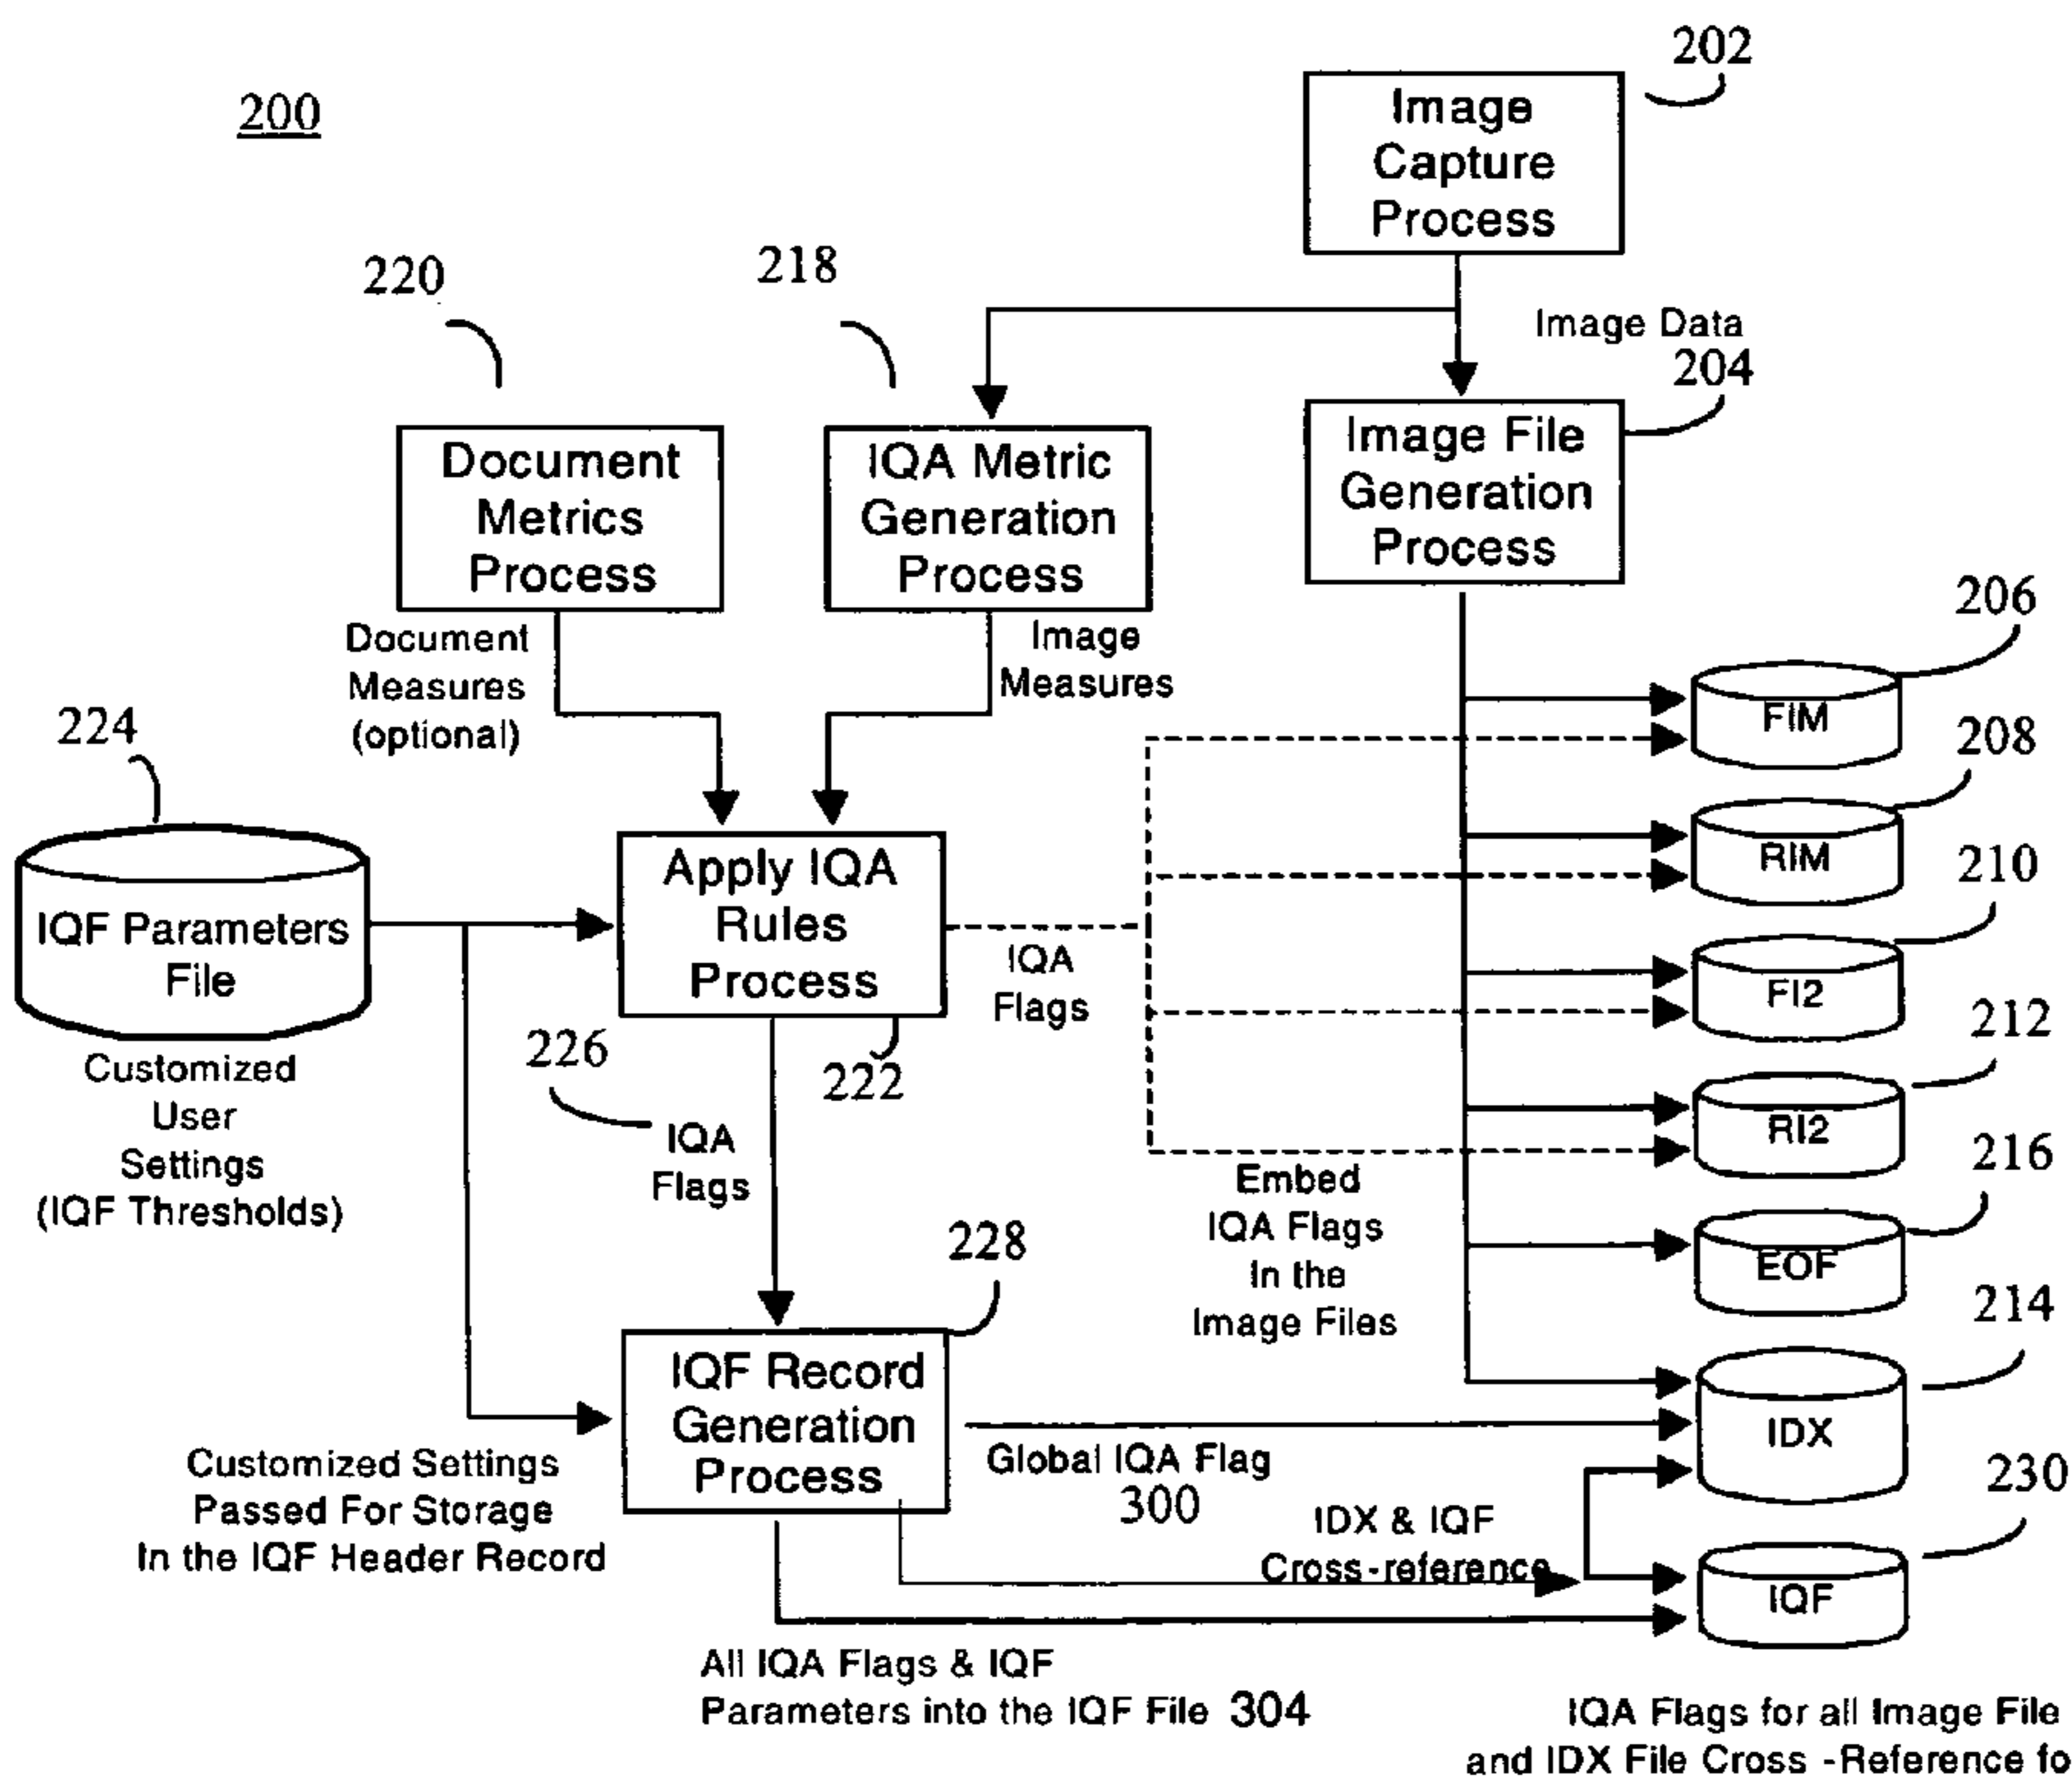 200
202
Image
Capture
Process
220
218
Image Data
204
Document
Metrics
Process
IQA Metric
Generation
Process
Image File
Generation
Process
Document
Measures
(optional)
Image
Measures
206
FIM
208
RIM
224
IQF Parameters
File
Customized
User
Settings
(IQF Thresholds)
Apply IQA
Rules
Process
222
IQA
Flags
210
FI2
212
RI2
226
IQA
Flags
Embed
IQA Flags
In the
Image Files
216
EOF
228
IQF Record
Generation
Process
214
IDX
Customized Settings
Passed For Storage
In the IQF Header Record
Global IQA Flag
300
IDX & IQF
Cross-reference
230
IQF
All IQA Flags & IQF
Parameters into the IQF File 304
IQA Flags for all Image File
and IDX File Cross -Reference fo